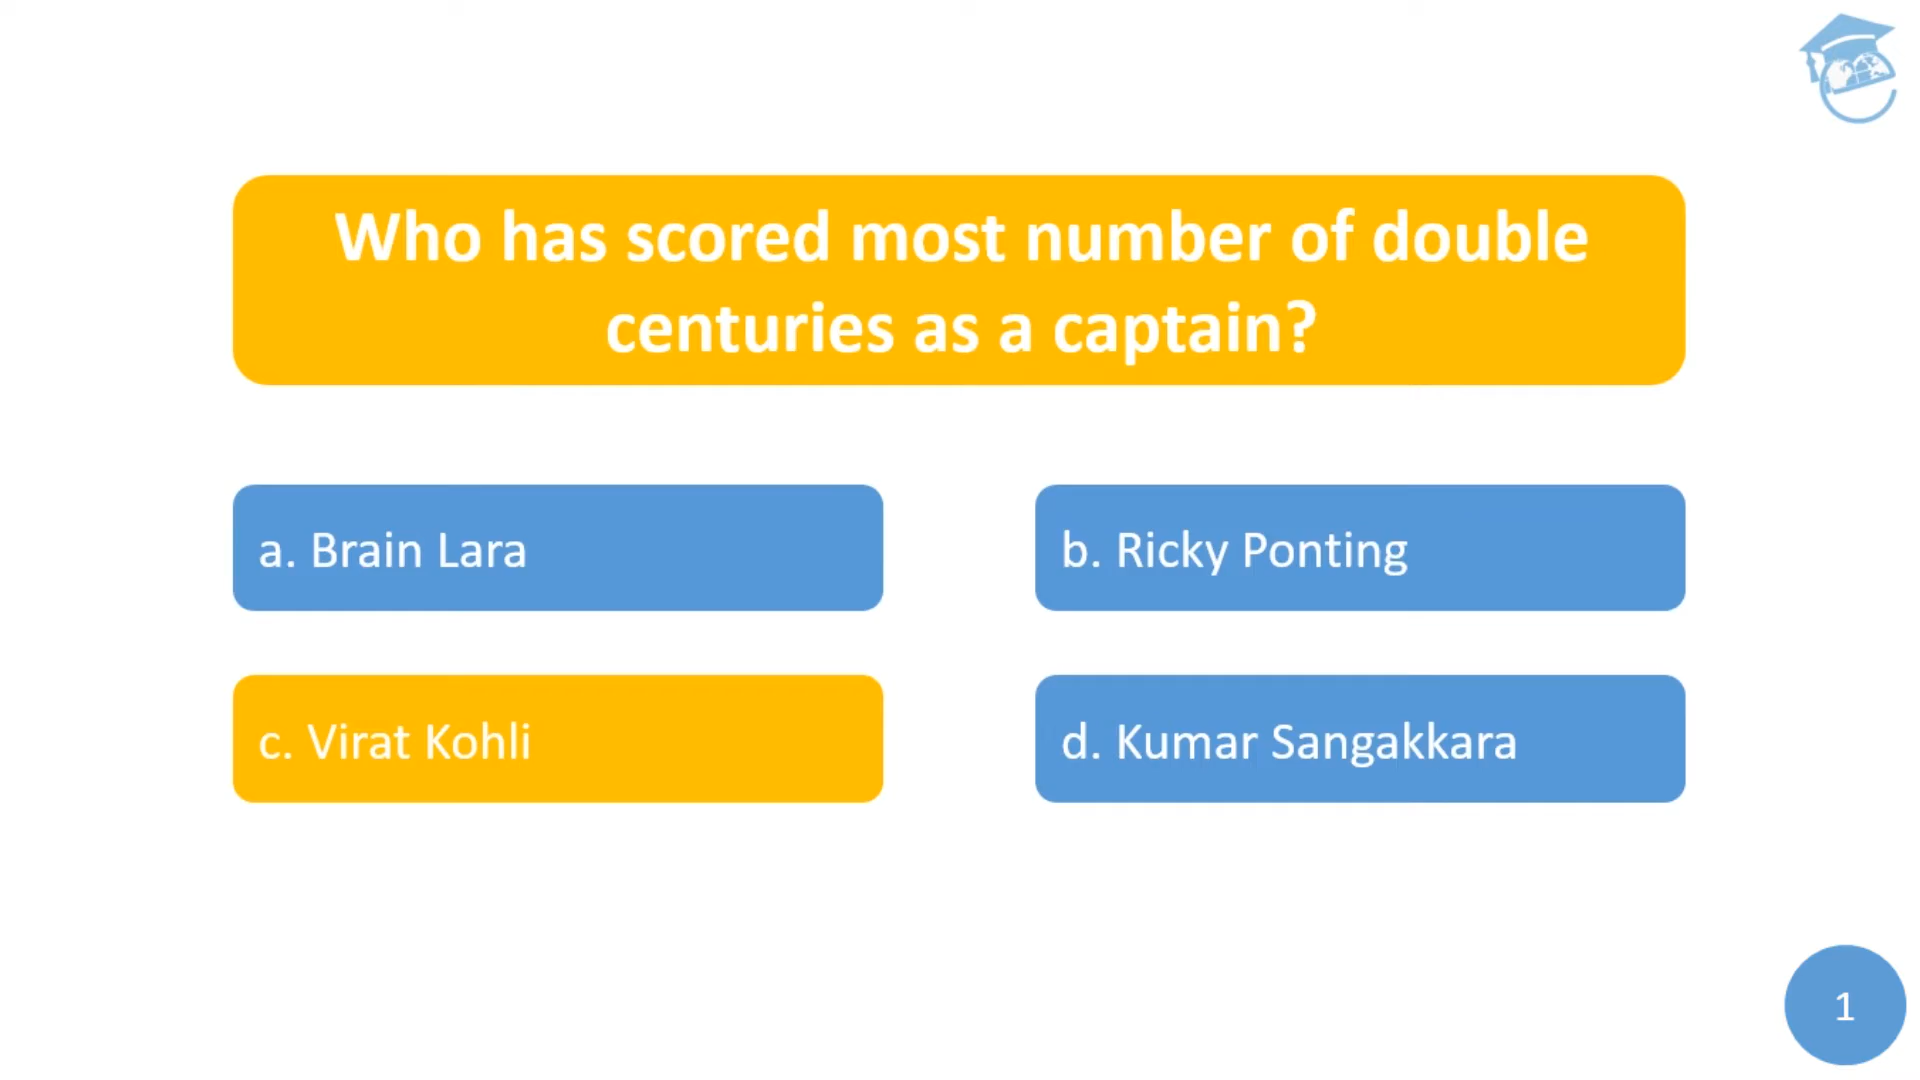 Who has scored most number of double
centuries as a captain?
a. Brain Lara
b. Ricky Ponting
c. Virat Kohli
d. Kumar Sangakkara
1